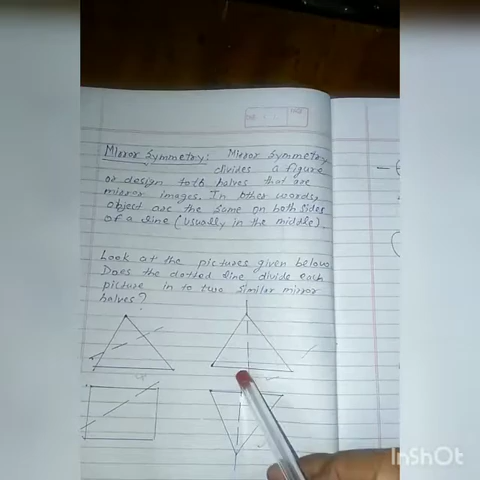 Mirror Symmetry: Mirror Symmetry
divides a figure
or design halves that are
mirror images. In other words,
object are the same on both sides
of a line (usually in the middle).
Look at the pictures given below
Does the dotted line divide each
picture in to two similar mirror
halves?
InShOt